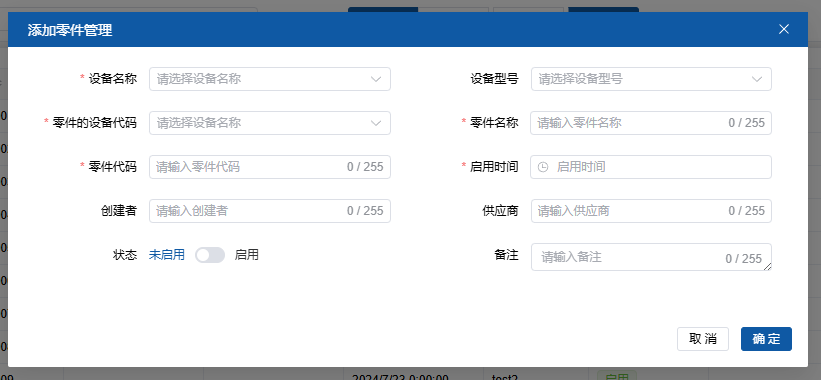 添加零件管理
* 设备名称 请选择设备名称 设备型号 请选择设备型号
* 零件的设备代码 请选择设备名称 * 零件名称 请输入零件名称 0 / 255
* 零件代码 请输入零件代码 0 / 255 * 启用时间 启用时间
创建者 请输入创建者 0 / 255 供应商 请输入供应商 0 / 255
状态 未启用 启用 备注 请输入备注 0 / 255
取消 确定
09 2024/7/23 0:00:00 test2 启用